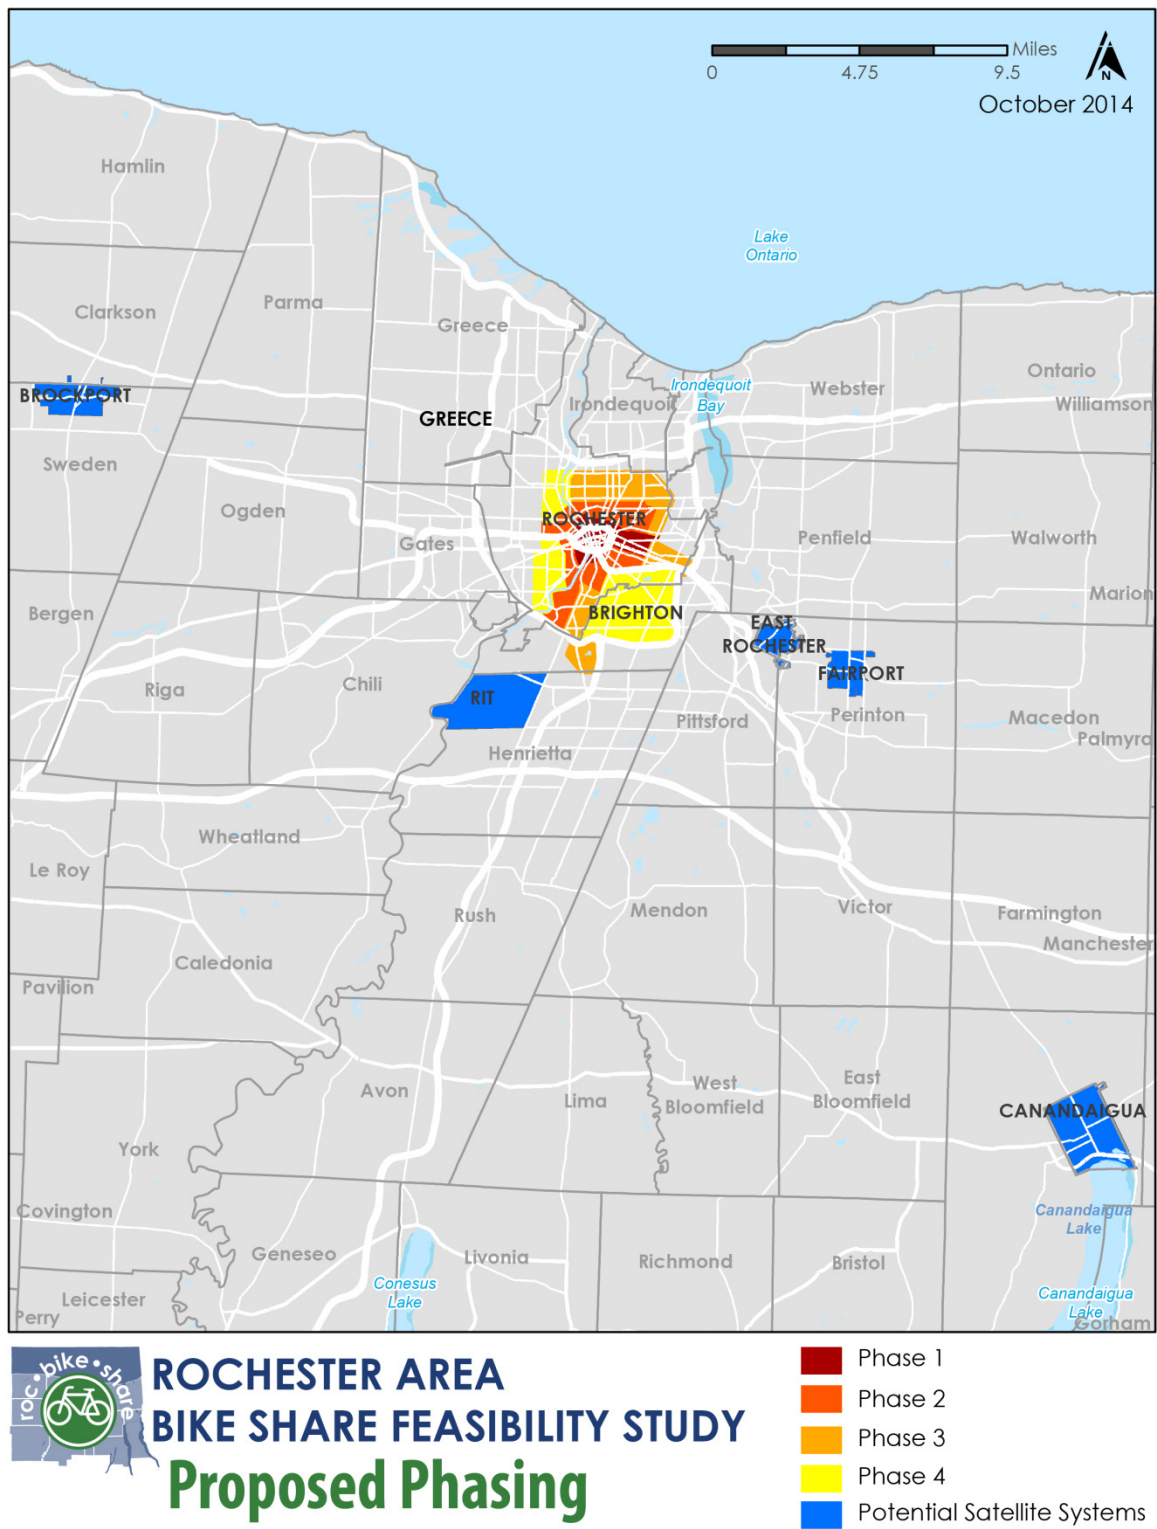 Miles
0 4.75 9.5
N
October 2014
Hamlin
Lake
Ontario
Clarkson
Parma
Greece
Ontario
BROCKPORT
Irondequoit
Bay
Webster
Irondequoit
Williamson
GREECE
Sweden
Ogden
ROCHESTER
Gates
Penfield
Walworth
Marion
Bergen
BRIGHTON
EAST
ROCHESTER
FAIRPORT
Riga
Chili
RIT
Pittsford
Perinton
Macedon
Palmyra
Henrietta
Wheatland
Le Roy
Rush
Mendon
Victor
Farmington
Manchester
Caledonia
Pavilion
Avon
Lima
West
Bloomfield
East
Bloomfield
CANANDAIGUA
York
Covington
Canandaigua
Lake
Geneseo
Livonia
Richmond
Bristol
Conesus
Lake
Canandaigua
Lake
Leicester
Perry
Gorham
roc•bike•share
ROCHESTER AREA
BIKE SHARE FEASIBILITY STUDY
Proposed Phasing
Phase 1
Phase 2
Phase 3
Phase 4
Potential Satellite Systems